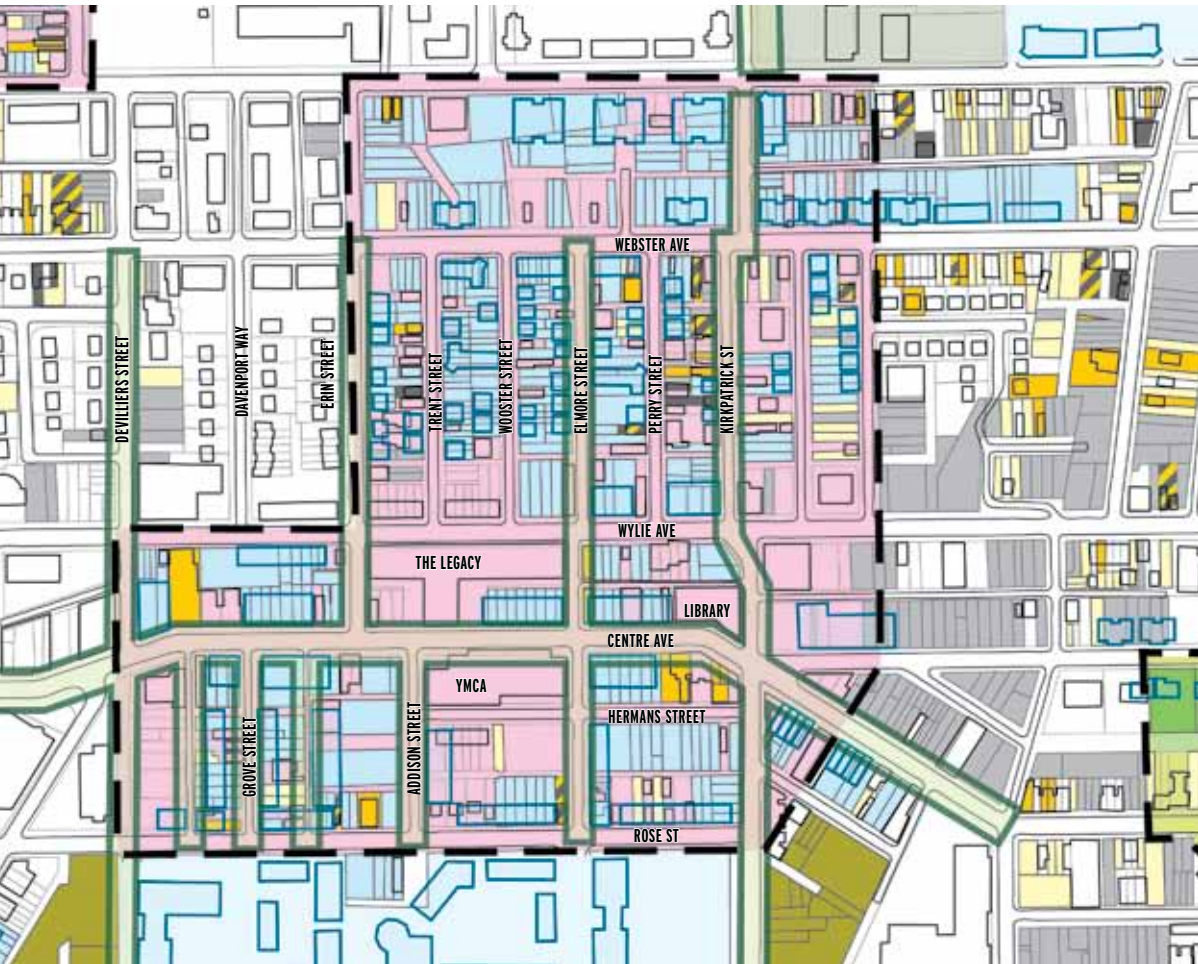 WEBSTER AVE
DEVILLIERS STREET
DAVENPORT WAY
ERIN STREET
TRENT STREET
WOOSTER STREET
ELMORE STREET
PERRY STREET
KIRKPATRICK ST
WYLIE AVE
THE LEGACY
LIBRARY
CENTRE AVE
YMCA
HERMANS STREET
GROVE STREET
ADDISON STREET
ROSE ST